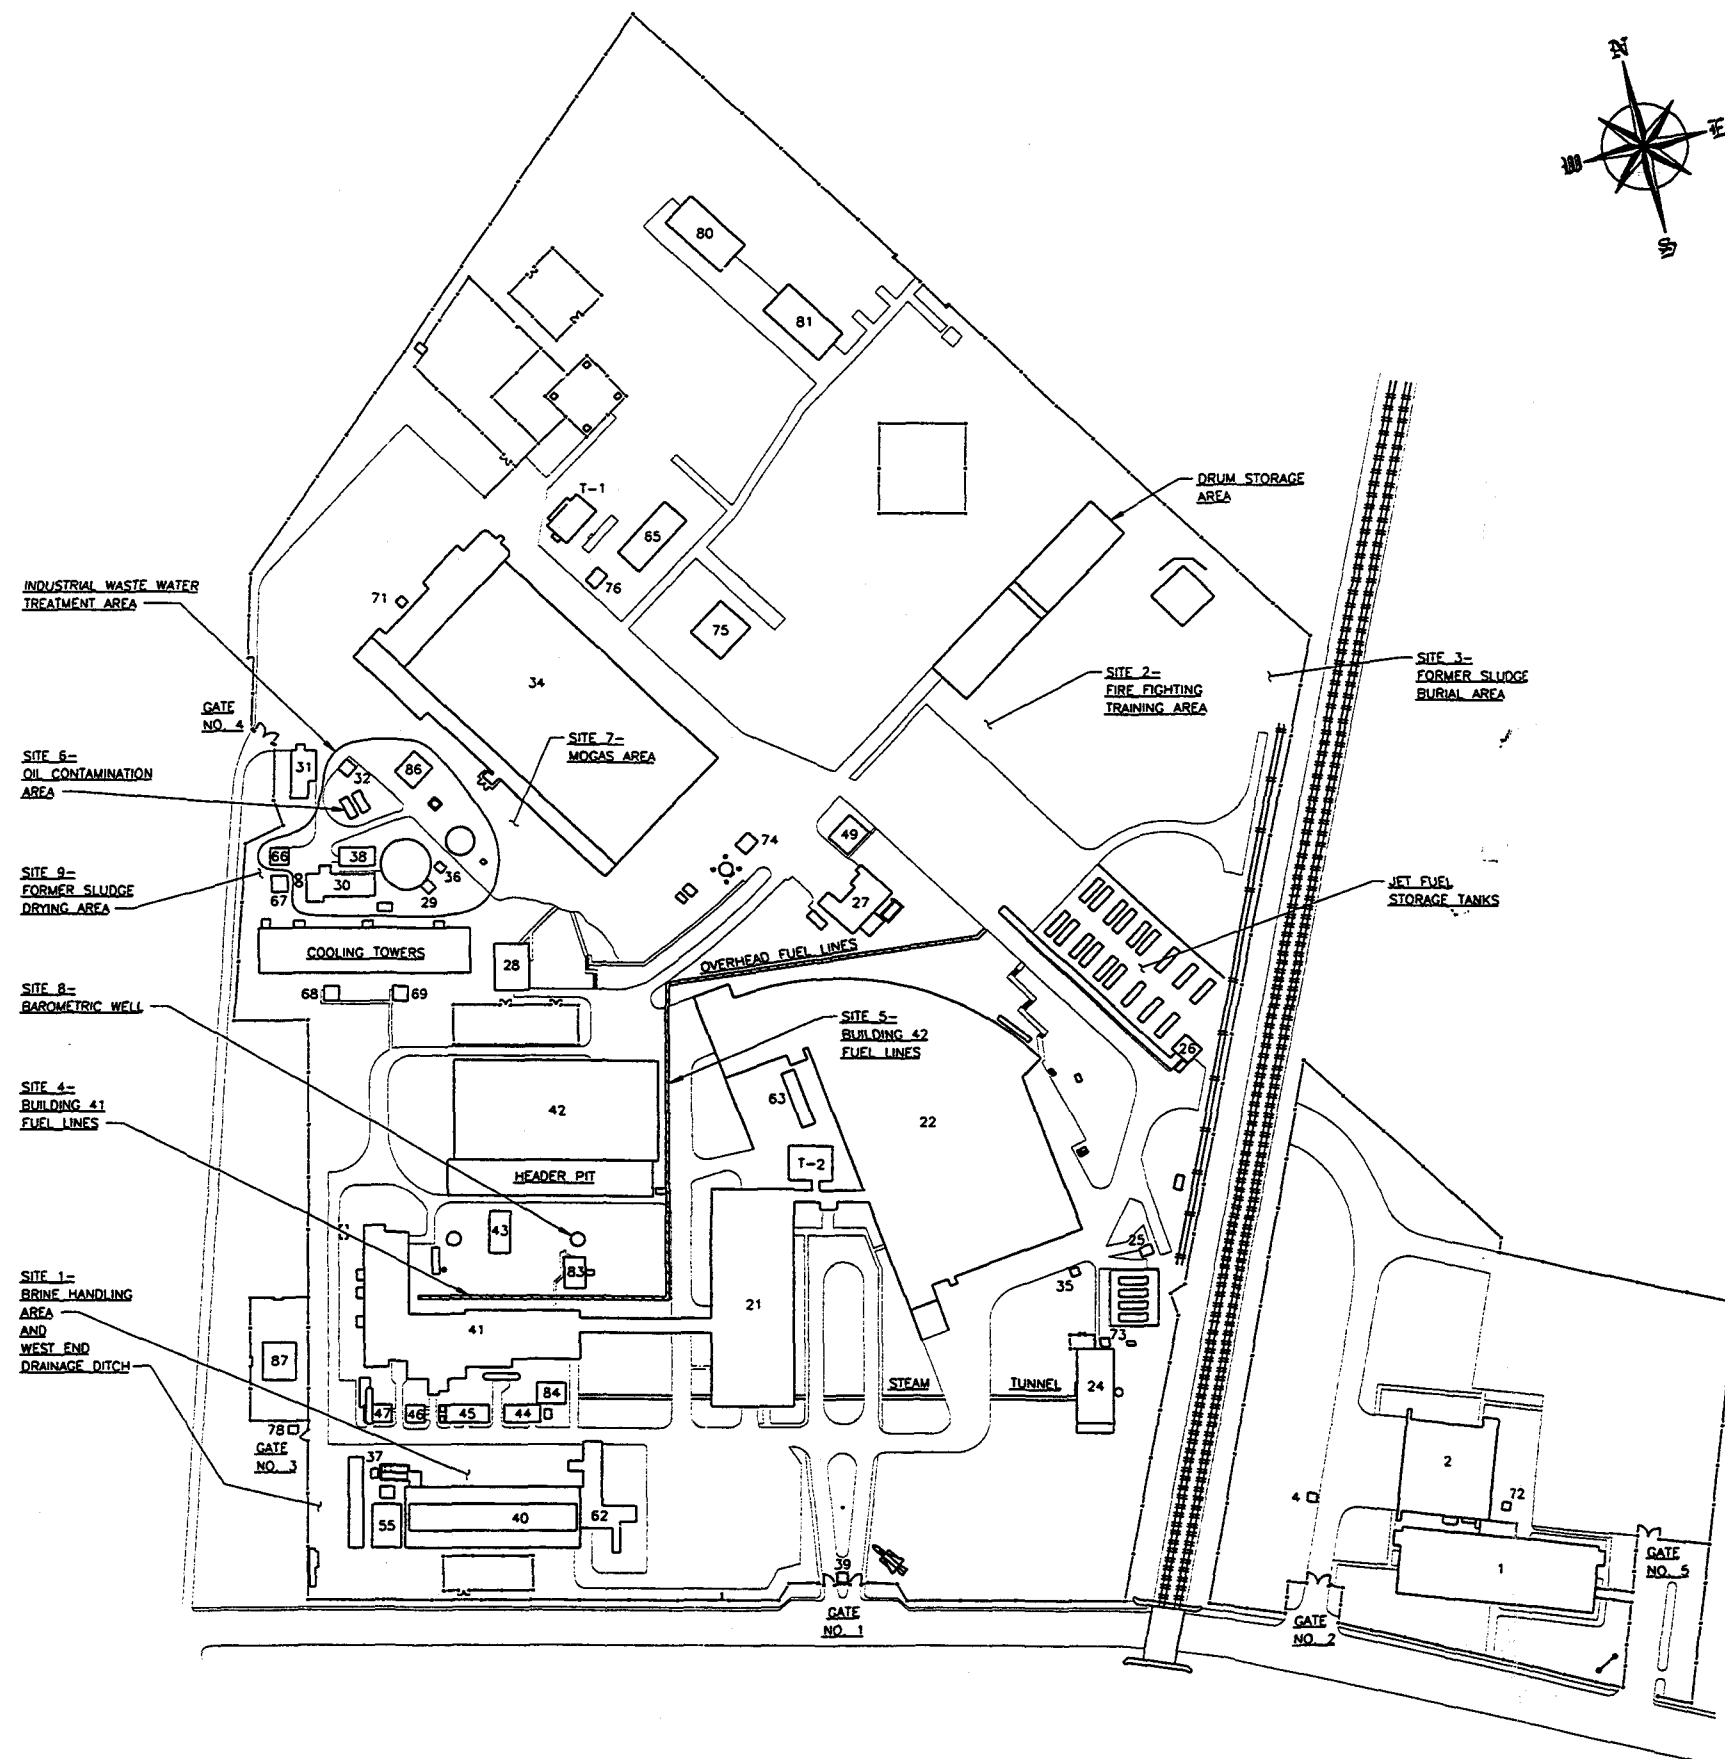 N
E
W
S
80
81
DRUM STORAGE
AREA
T-1
65
76
71
75
INDUSTRIAL WASTE WATER
TREATMENT AREA
34
SITE 2-
FIRE FIGHTING
TRAINING AREA
SITE 3-
FORMER SLUDGE
BURIAL AREA
GATE
NO. 4
SITE 7-
MOGAS AREA
SITE 6-
OIL CONTAMINATION
AREA
31
32
86
49
74
66
38
36
30
29
67
SITE 9-
FORMER SLUDGE
DRYING AREA
27
JET FUEL
STORAGE TANKS
COOLING TOWERS
28
OVERHEAD FUEL LINES
68
69
SITE 8-
BAROMETRIC WELL
SITE 5-
BUILDING 42
FUEL LINES
26
SITE 4-
BUILDING 41
FUEL LINES
42
63
22
HEADER PIT
T-2
43
83
25
35
SITE 1-
BRINE HANDLING
AREA
AND
WEST END
DRAINAGE DITCH
21
41
73
87
84
STEAM TUNNEL
24
47
46
45
44
78
GATE
NO. 3
37
2
72
4
55
40
62
39
1
GATE
NO. 5
GATE
NO. 1
GATE
NO. 2